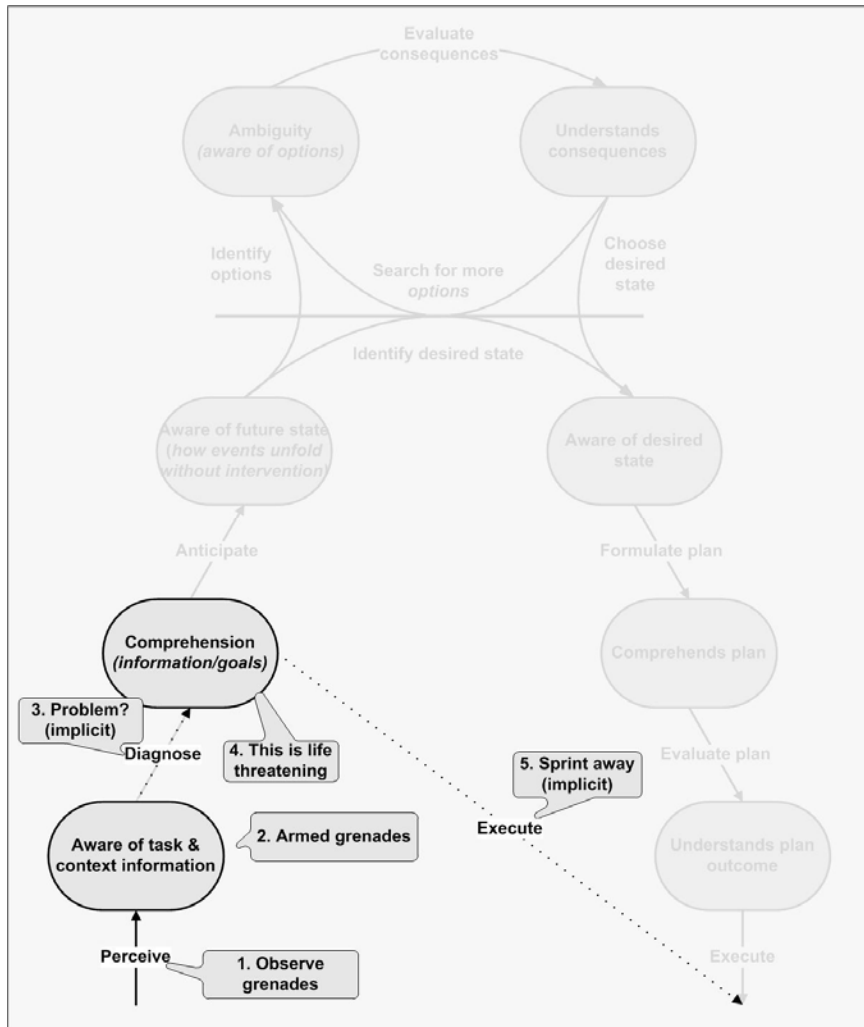 Evaluate
consequences
Ambiguity
(aware of options)
Understands
consequences
Identify
options
Search for more
options
Choose
desired
state
Identify desired state
Aware of future state
(how events unfold
without intervention)
Aware of desired
state
Anticipate
Formulate plan
Comprehension
(information/goals)
Comprehends plan
3. Problem?
(implicit)
Diagnose
4. This is life
threatening
5. Sprint away
(implicit)
Evaluate plan
Execute
Aware of task &
context information
2. Armed grenades
Understands plan
outcome
Perceive
1. Observe
grenades
Execute